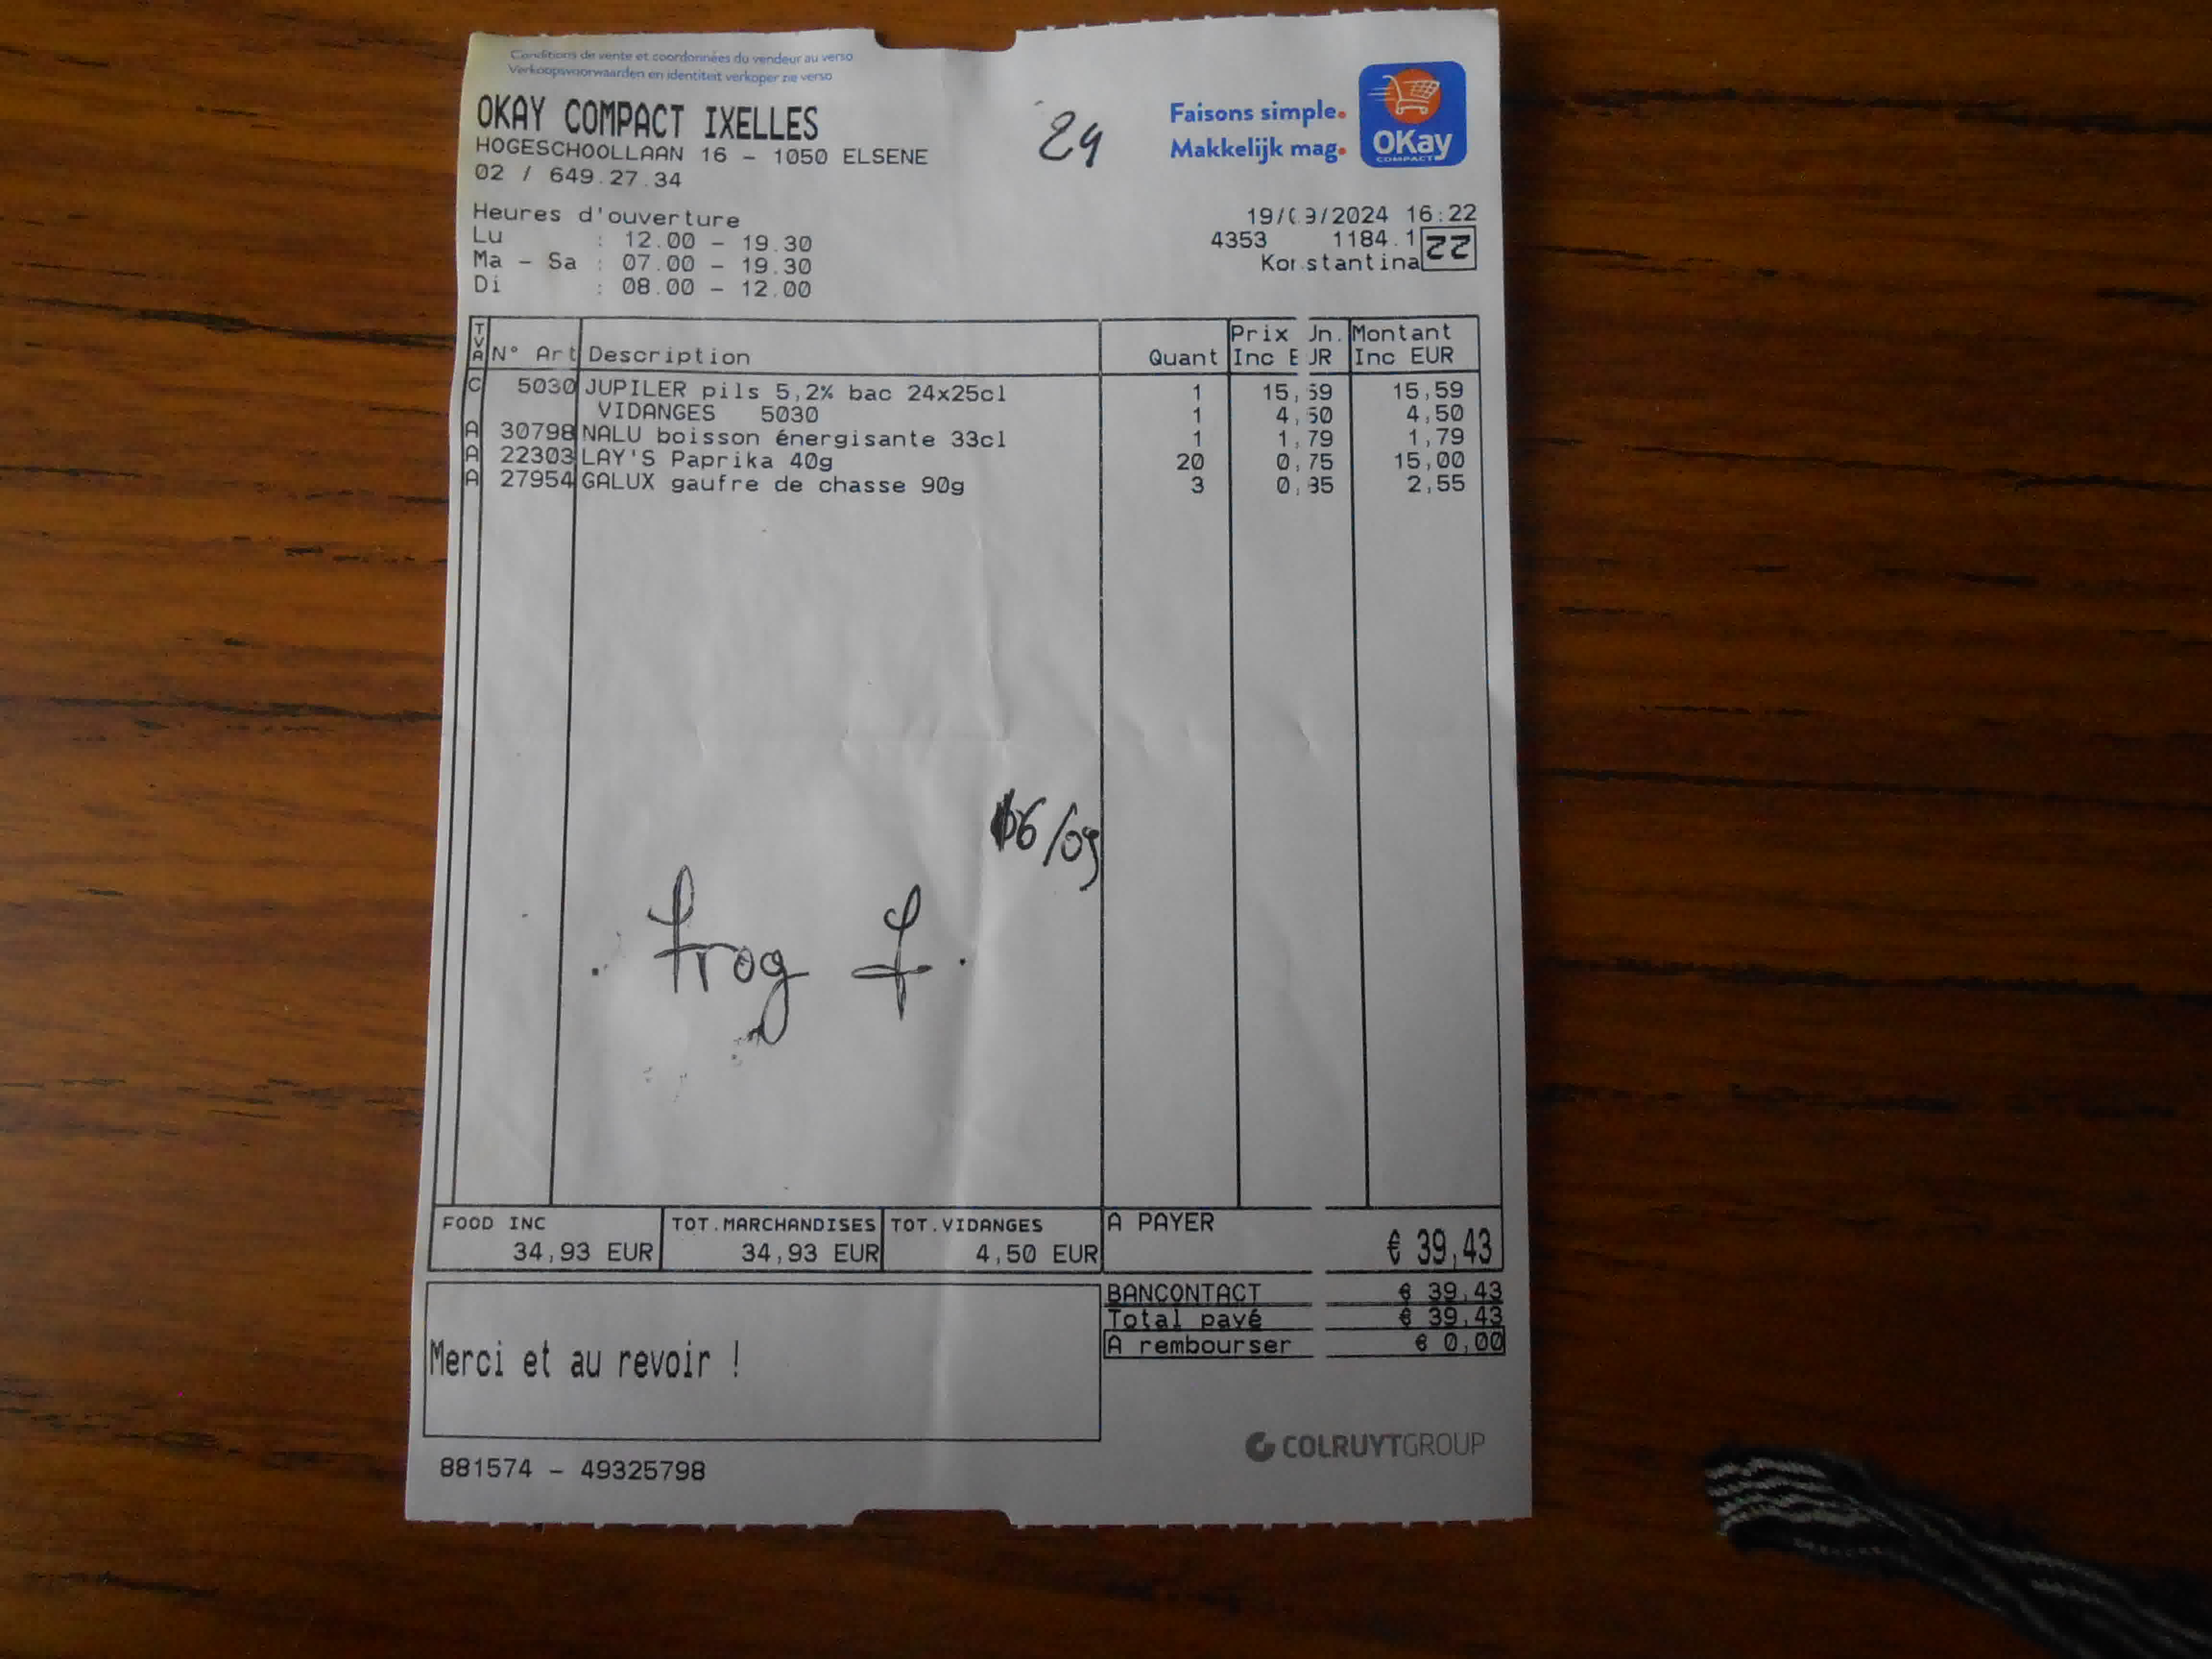 Conditions de vente et coordonnées du vendeur au verso
Verkoopsvoorwaarden en identiteit verkoper zie verso
OKAY COMPACT IXELLES
HOGESCHOOLLAAN 16 - 1050 ELSENE
02 / 649.27.34
24
Faisons simple.
Makkelijk mag.
OKay
COMPACT
Heures d'ouverture
Lu : 12.00 - 19.30
Ma - Sa : 07.00 - 19.30
Di : 08.00 - 12.00
19/09/2024 16:22
4353 1184.1 22
Konstantina
TVA N° Art Description Quant Prix Un. Inc EUR Montant Inc EUR
C 5030 JUPILER pils 5,2% bac 24x25cl 1 15,59 15,59
VIDANGES 5030 1 4,50 4,50
A 30798 NALU boisson énergisante 33cl 1 1,79 1,79
A 22303 LAY'S Paprika 40g 20 0,75 15,00
A 27954 GALUX gaufre de chasse 90g 3 0,85 2,55
16/09
frog f.
FOOD INC TOT.MARCHANDISES TOT.VIDANGES A PAYER
34,93 EUR 34,93 EUR 4,50 EUR € 39,43
BANCONTACT € 39,43
Total payé € 39,43
A rembourser € 0,00
Merci et au revoir !
COLRUYTGROUP
881574 - 49325798